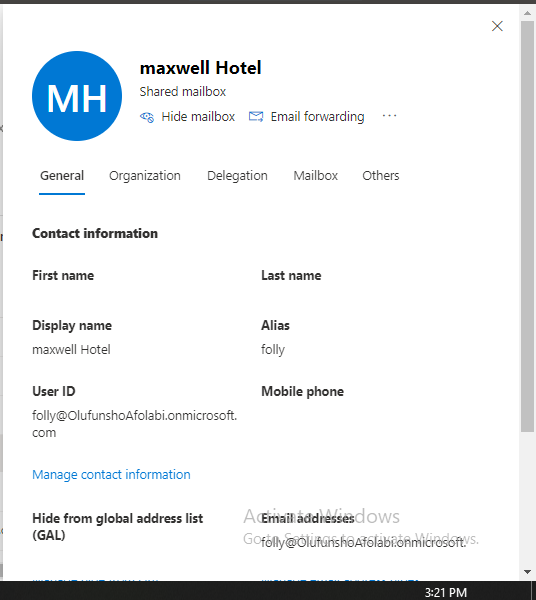 MH
maxwell Hotel
Shared mailbox
Hide mailbox Email forwarding ...
General Organization Delegation Mailbox Others
Contact information
First name Last name
Display name Alias
maxwell Hotel folly
User ID Mobile phone
folly@OlufunshoAfolabi.onmicrosoft.
com
Manage contact information
Hide from global address list Email addresses
(GAL) folly@OlufunshoAfolabi.onmicrosoft.
Activate Windows
Go to Settings to activate Windows.
3:21 PM